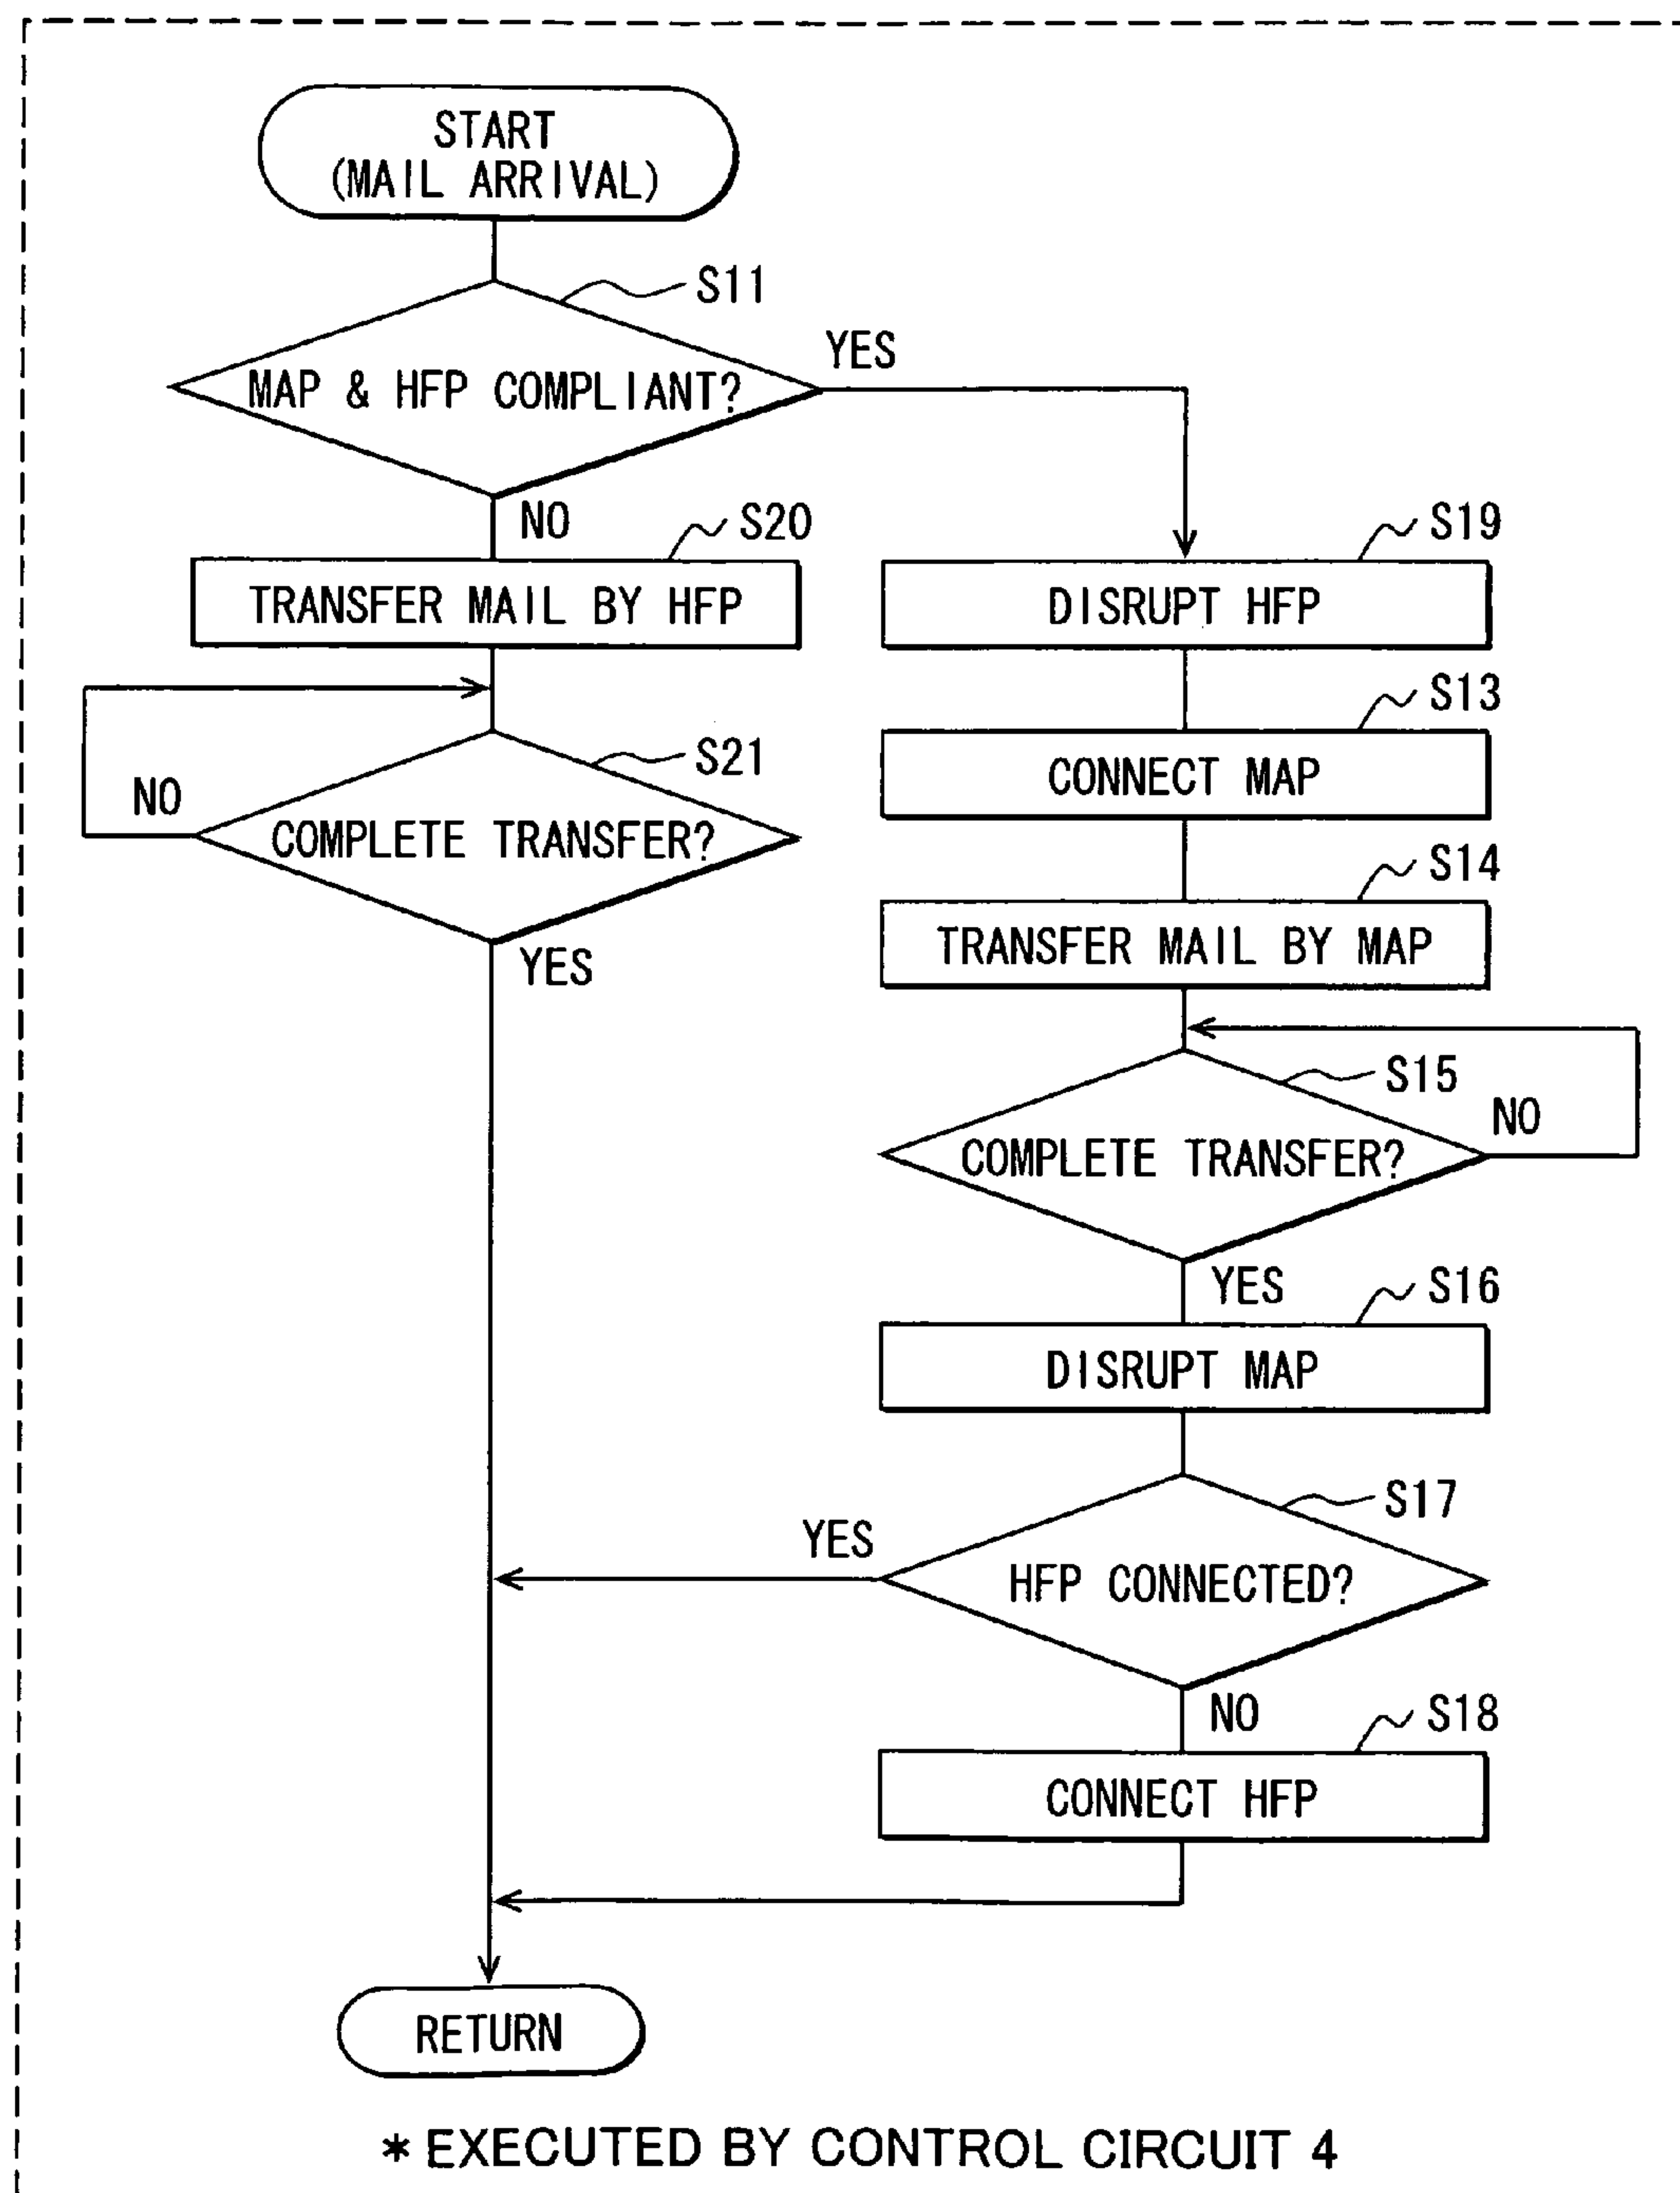 START
(MAIL ARRIVAL)
S11
MAP & HFP COMPLIANT?
YES
NO
S20
TRANSFER MAIL BY HFP
S21
COMPLETE TRANSFER?
NO
YES
S19
DISRUPT HFP
S13
CONNECT MAP
S14
TRANSFER MAIL BY MAP
S15
COMPLETE TRANSFER?
NO
YES
S16
DISRUPT MAP
S17
HFP CONNECTED?
YES
NO
S18
CONNECT HFP
RETURN
* EXECUTED BY CONTROL CIRCUIT 4